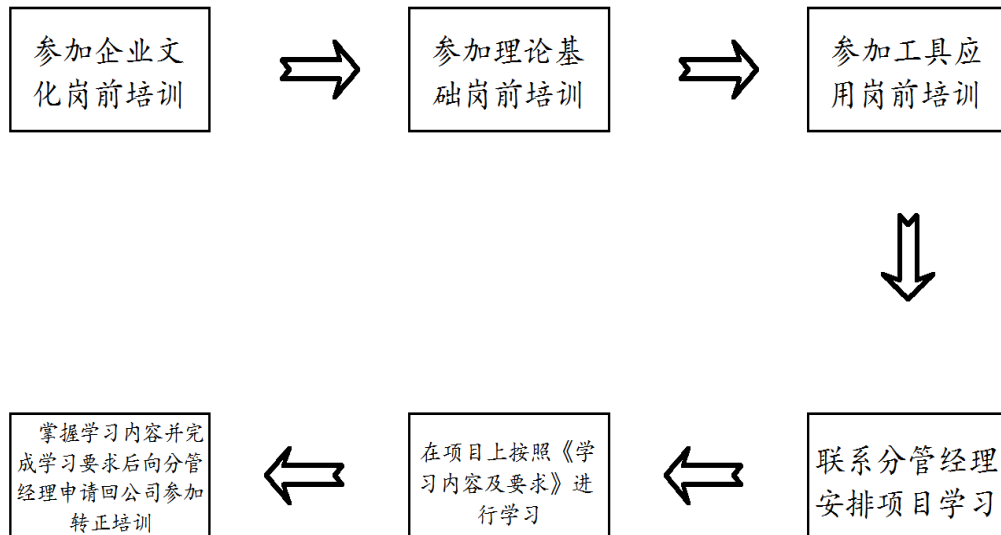 参加企业文
化岗前培训
参加理论基
础岗前培训
参加工具应
用岗前培训
联系分管经理
安排项目学习
在项目上按照《学
习内容及要求》进
行学习
掌握学习内容并完
成学习要求后向分管
经理申请回公司参加
转正培训